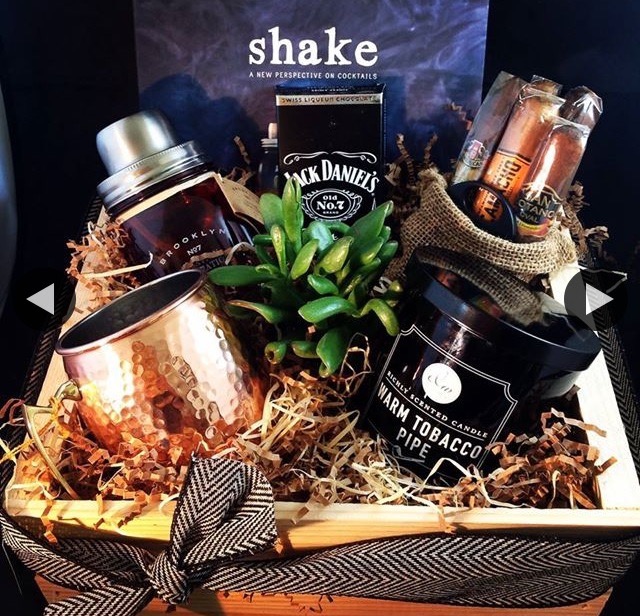 shake
A NEW PERSPECTIVE ON COCKTAILS
SWISS LIQUEUR CHOCOLATE
JACK DANIEL'S
Old
No.7
BRAND
BROOKLYN
No7
RICHLY SCENTED CANDLE
WARM TOBACCO
PIPE